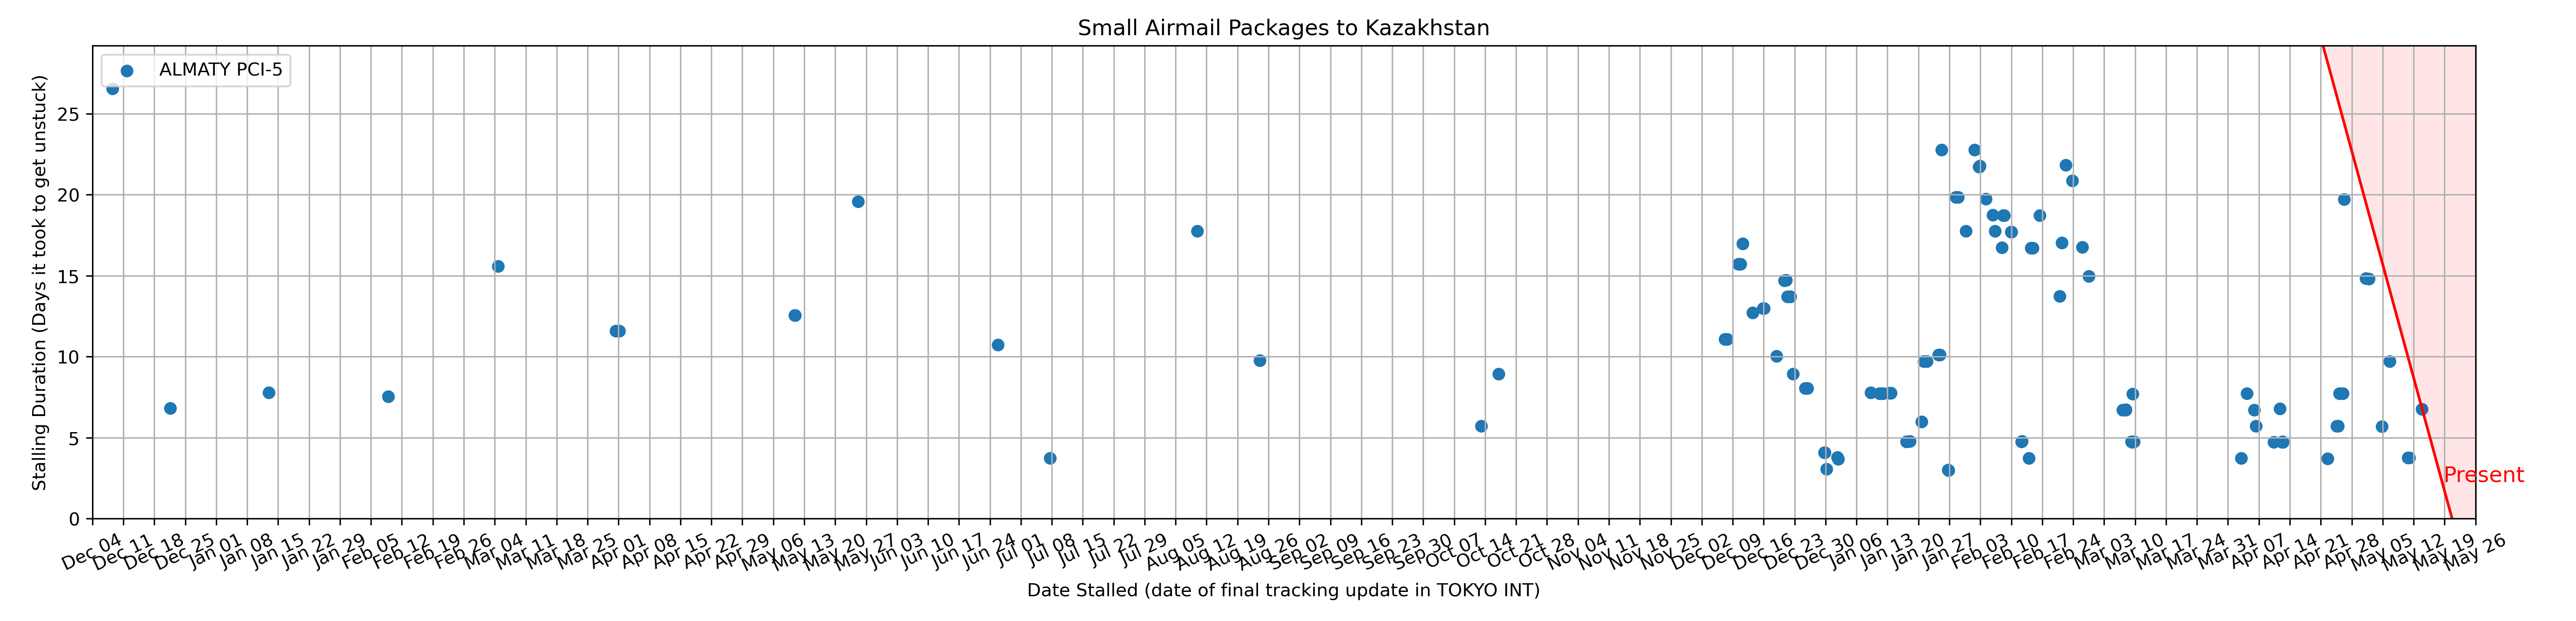 Small Airmail Packages to Kazakhstan
ALMATY PCI-5
Stalling Duration (Days it took to get unstuck)
25
20
15
10
5
0
Present
Dec 04
Dec 11
Dec 18
Dec 25
Jan 01
Jan 08
Jan 15
Jan 22
Jan 29
Feb 05
Feb 12
Feb 19
Feb 26
Mar 04
Mar 11
Mar 18
Mar 25
Apr 01
Apr 08
Apr 15
Apr 22
Apr 29
May 06
May 13
May 20
May 27
Jun 03
Jun 10
Jun 17
Jun 24
Jul 01
Jul 08
Jul 15
Jul 22
Jul 29
Aug 05
Aug 12
Aug 19
Aug 26
Sep 02
Sep 09
Sep 16
Sep 23
Sep 30
Oct 07
Oct 14
Oct 21
Oct 28
Nov 04
Nov 11
Nov 18
Nov 25
Dec 02
Dec 09
Dec 16
Dec 23
Dec 30
Jan 06
Jan 13
Jan 20
Jan 27
Feb 03
Feb 10
Feb 17
Feb 24
Mar 03
Mar 10
Mar 17
Mar 24
Mar 31
Apr 07
Apr 14
Apr 21
Apr 28
May 05
May 12
May 19
May 26
Date Stalled (date of final tracking update in TOKYO INT)